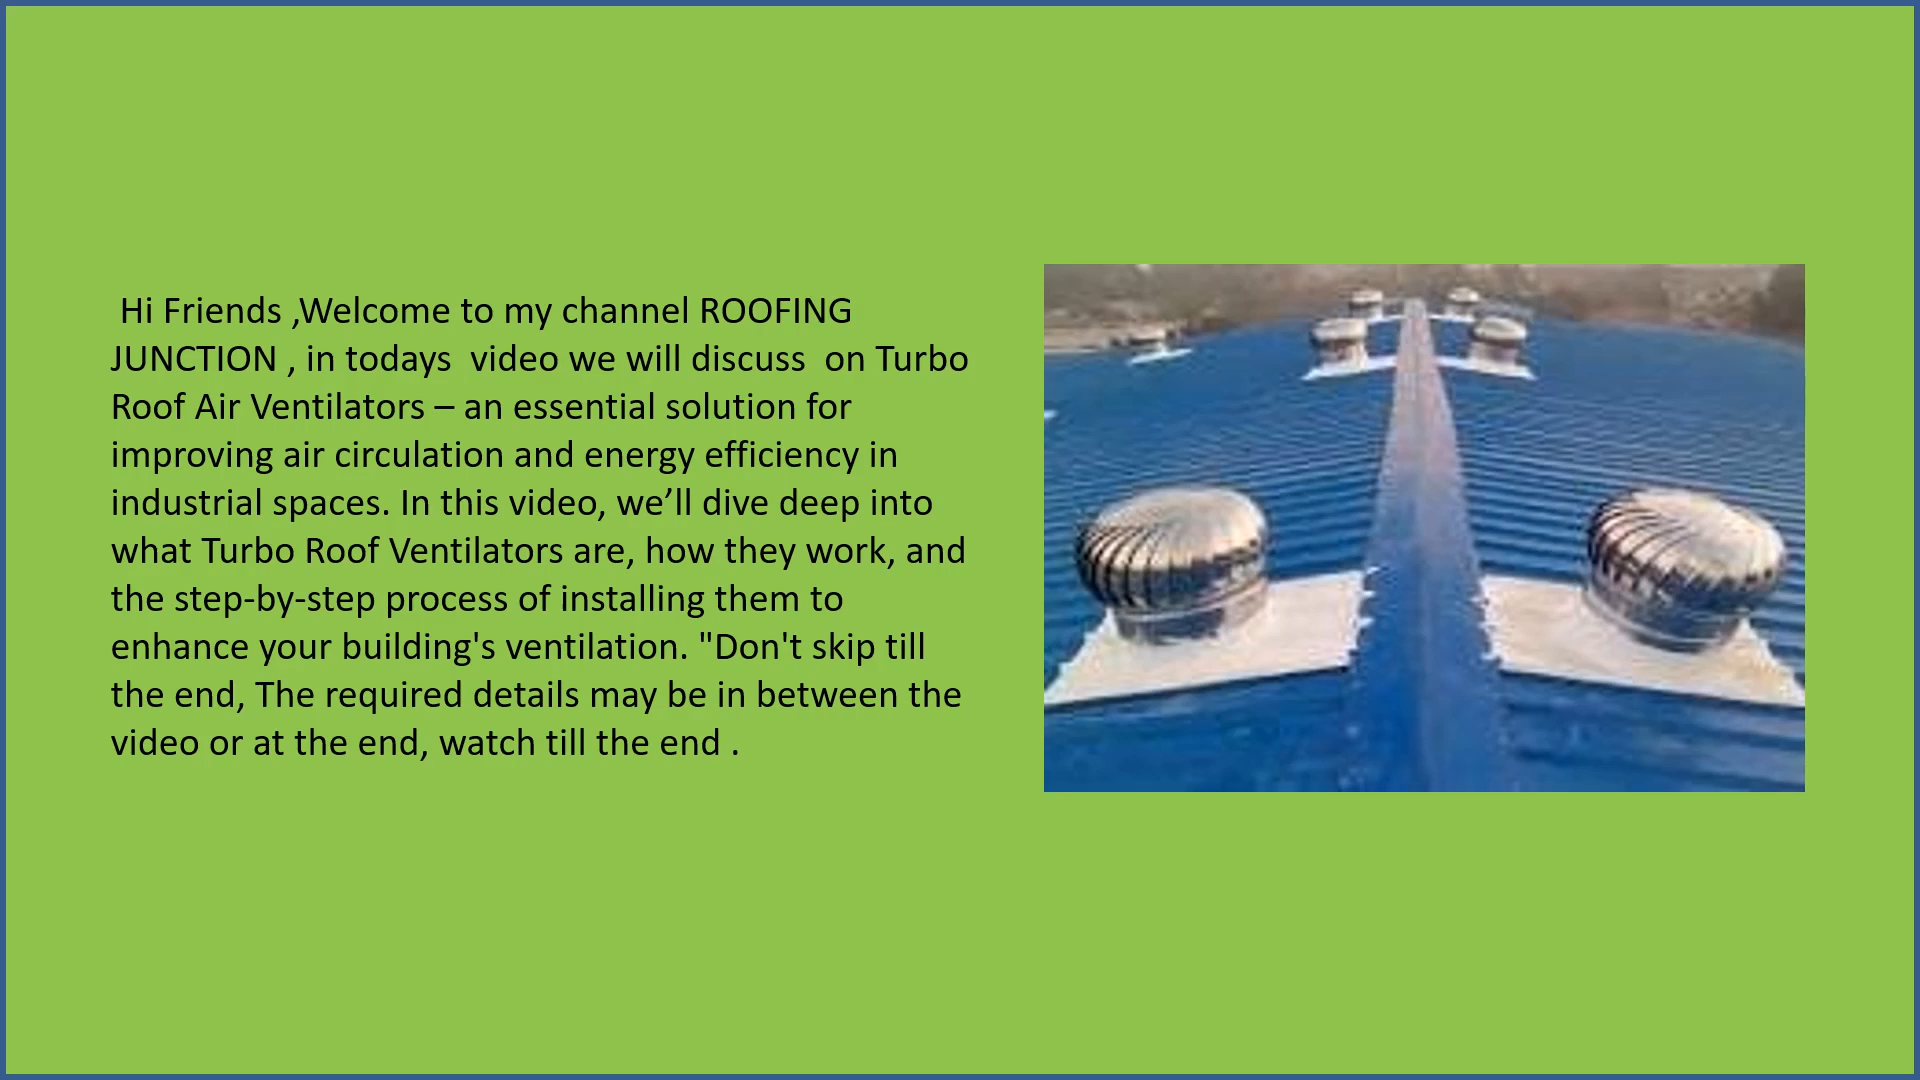 Hi Friends ,Welcome to my channel ROOFING
JUNCTION , in todays  video we will discuss  on Turbo
Roof Air Ventilators – an essential solution for
improving air circulation and energy efficiency in
industrial spaces. In this video, we’ll dive deep into
what Turbo Roof Ventilators are, how they work, and
the step-by-step process of installing them to
enhance your building's ventilation. "Don't skip till
the end, The required details may be in between the
video or at the end, watch till the end .